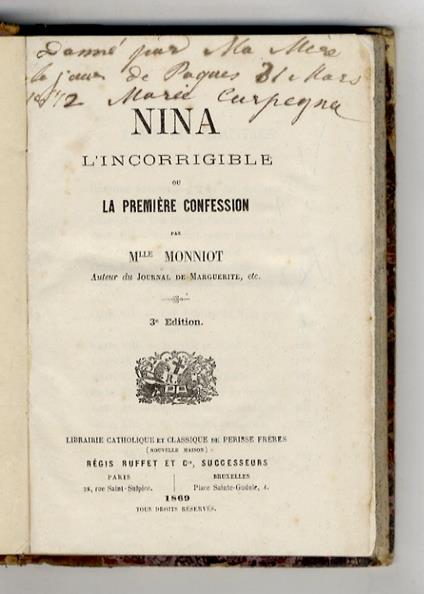 Donné par Ma Mère
le jour de Paques 31 Mars
1872 Marie Carpegna
NINA
L'INCORRIGIBLE
OU
LA PREMIÈRE CONFESSION
PAR
MLLE MONNIOT
Auteur du JOURNAL DE MARGUERITE, etc.
3e Edition.
LIBRAIRIE CATHOLIQUE ET CLASSIQUE DE PERISSE FRÈRES
(NOUVELLE MAISON)
RÉGIS RUFFET ET Cie, SUCCESSEURS
PARIS BRUXELLES
38, rue Saint-Sulpice. Place Sainte-Gudule, 4.
1869
TOUS DROITS RÉSERVÉS.